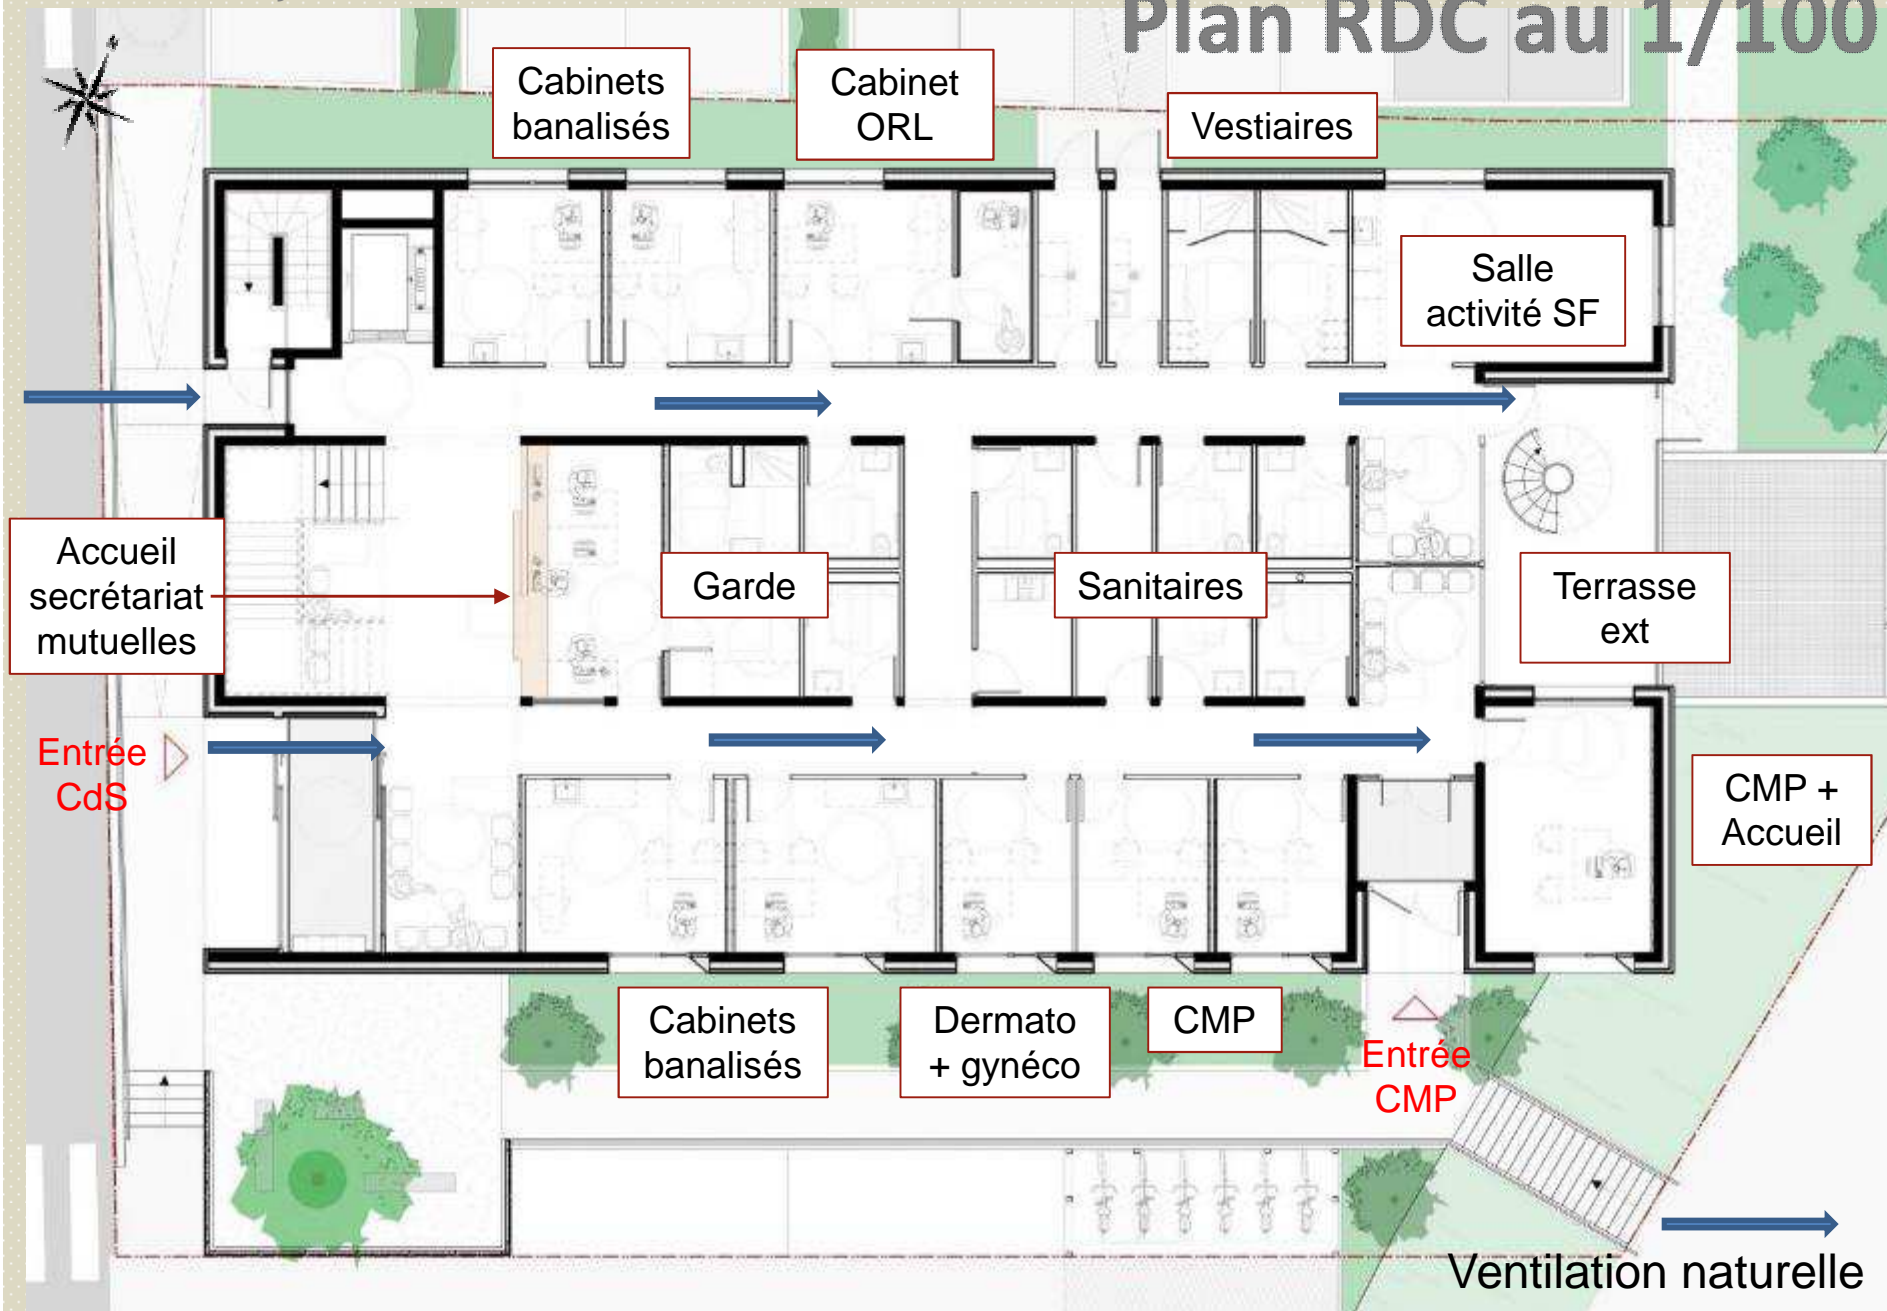 Plan RDC au 1/100
Cabinets
banalisés
Cabinet
ORL
Vestiaires
Salle
activité SF
Accueil
secrétariat
mutuelles
Garde
Sanitaires
Terrasse
ext
Entrée
CdS
CMP +
Accueil
Cabinets
banalisés
Dermato
+ gynéco
CMP
Entrée
CMP
Ventilation naturelle